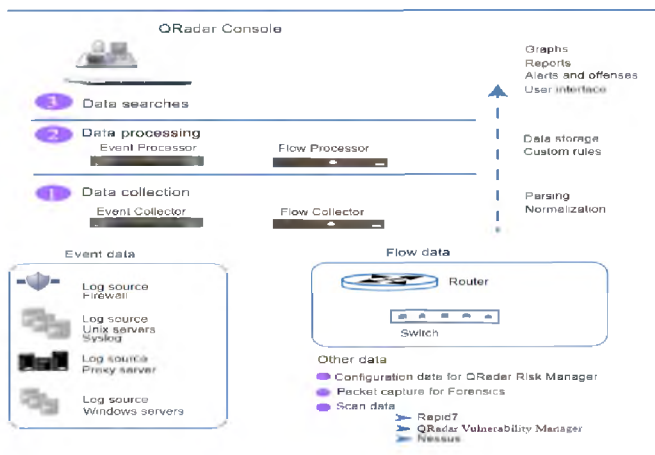 QRadar Console
Graphs
Reports
Alerts and offenses
User interface
3 Data searches
2 Data processing
Event Processor
Flow Processor
Data storage
Custom rules
1 Data collection
Event Collector
Flow Collector
Parsing
Normalization
Event data
Log source
Firewall
Log source
Unix servers
Syslog
Log source
Proxy server
Log source
Windows servers
Flow data
Router
Switch
Other data
Configuration date for QRadar Risk Manager
Packet capture for Forensics
Scan data
Rapid7
QRadar Vulnerability Manager
Nessus